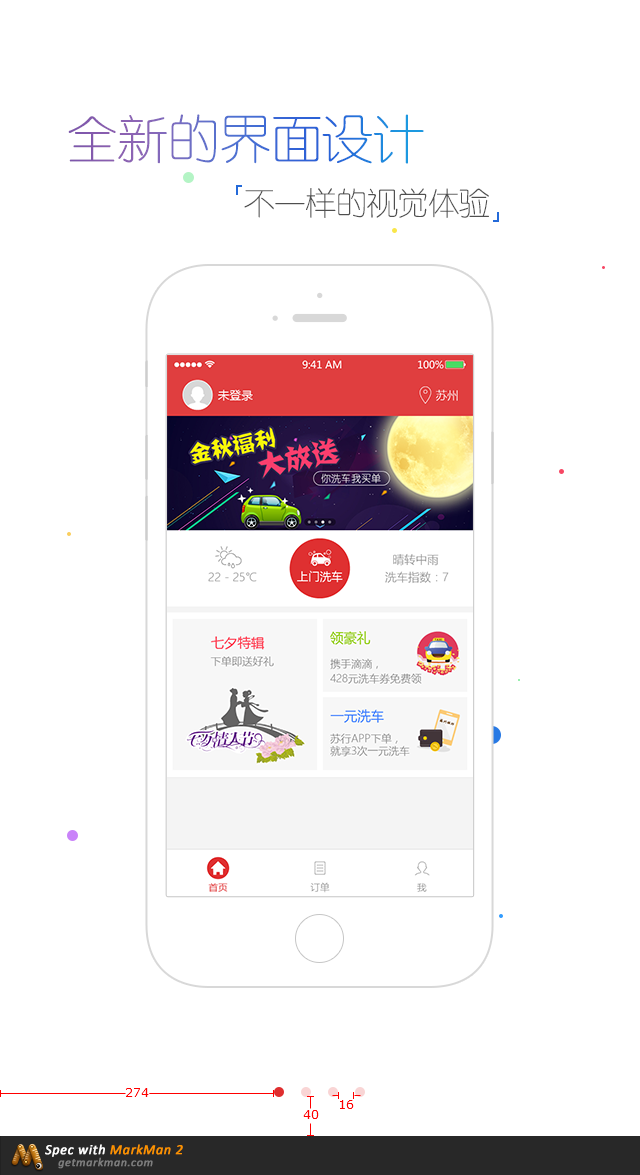 全新的界面设计
「不一样的视觉体验」
9:41 AM
100%
未登录
苏州
金秋福利
大放送
你洗车我买单
22 - 25℃
上门洗车
晴转中雨
洗车指数：7
七夕特辑
下单即送好礼
七夕情人节
领豪礼
携手滴滴，
428元洗车券免费领
一元洗车
苏行APP下单，
就享3次一元洗车
首页
订单
我
274
16
40
Spec with MarkMan 2
getmarkman.com